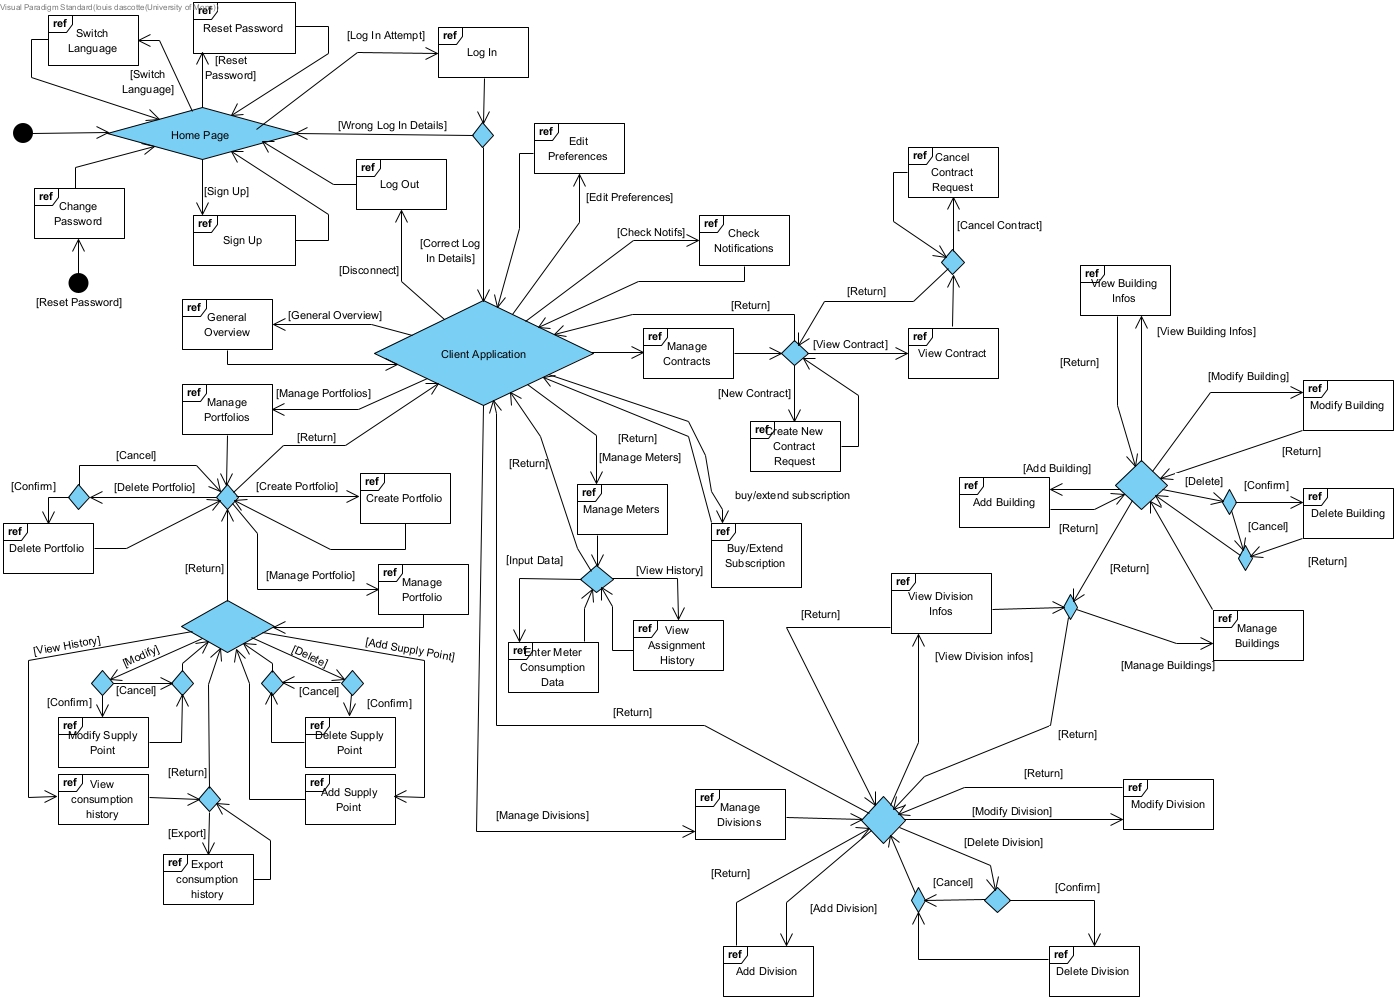 Visual Paradigm Standard(louis dascotte(University of Mons))
ref
Switch
Language
ref
Reset Password
[Log In Attempt]
ref
Log In
[Switch
Language]
[Reset
Password]
Home Page
[Wrong Log In Details]
ref
Edit
Preferences
ref
Cancel
Contract
Request
ref
Log Out
ref
Change
Password
[Sign Up]
ref
Sign Up
[Edit Preferences]
[Check Notifs]
ref
Check
Notifications
[Cancel Contract]
[Correct Log
In Details]
[Disconnect]
[Reset Password]
ref
View Building
Infos
[Return]
ref
General
Overview
[General Overview]
[Return]
[View Building Infos]
Client Application
ref
Manage
Contracts
[View Contract]
ref
View Contract
[Return]
[Modify Building]
ref
Modify Building
ref
Manage
Portfolios
[Manage Portfolios]
[New Contract]
ref
Create New
Contract
Request
[Return]
[Return]
[Manage Meters]
[Return]
[Return]
[Cancel]
[Confirm]
[Delete Portfolio]
[Create Portfolio]
ref
Create Portfolio
ref
Manage Meters
buy/extend subscription
[Add Building]
ref
Add Building
[Delete]
[Confirm]
ref
Delete Building
[Return]
[Cancel]
[Return]
ref
Delete Portfolio
ref
Buy/Extend
Subscription
[Return]
[Manage Portfolio]
ref
Manage
Portfolio
[Input Data]
[View History]
[Return]
ref
View Division
Infos
[Return]
ref
Manage
Buildings
[Manage Buildings]
[View History]
[Modify]
[Delete]
[Add Supply Point]
ref
Enter Meter
Consumption
Data
ref
View
Assignment
History
[View Division infos]
[Cancel]
[Cancel]
[Confirm]
[Confirm]
ref
Modify Supply
Point
ref
Delete Supply
Point
[Return]
[Return]
[Return]
ref
View
consumption
history
ref
Add Supply
Point
[Return]
[Manage Divisions]
ref
Manage
Divisions
[Modify Division]
ref
Modify Division
[Export]
ref
Export
consumption
history
[Delete Division]
[Return]
[Cancel]
[Confirm]
[Add Division]
ref
Add Division
ref
Delete Division